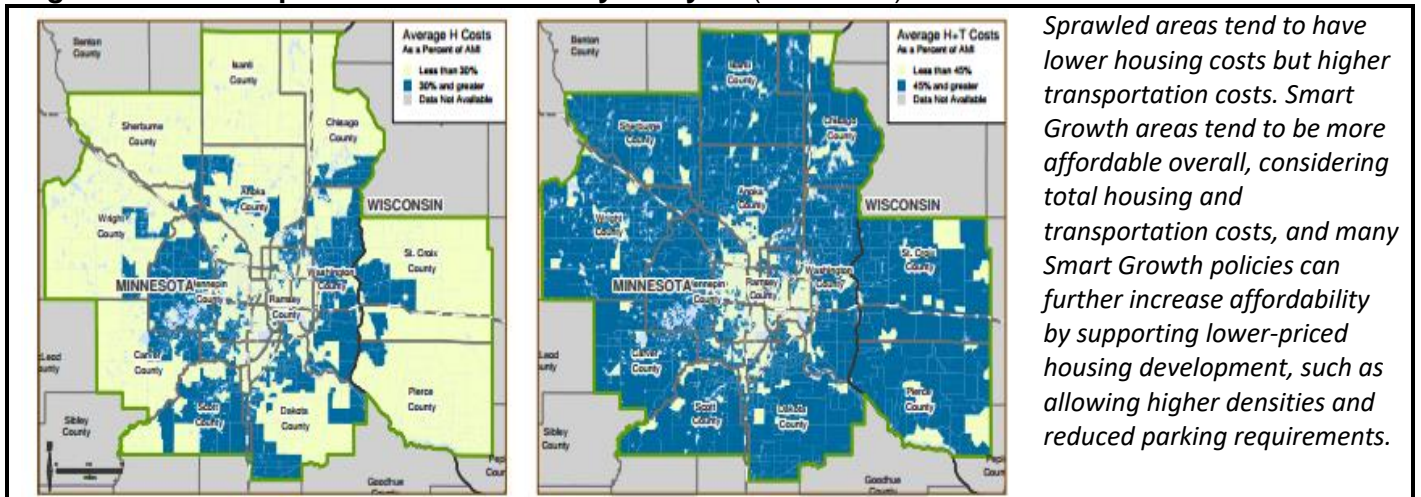 Average H Costs
As a Percent of AMI
Less than 30%
30% and greater
Data Not Available
Benton
County
Isanti
County
Sherburne
County
Chisago
County
Anoka
County
WISCONSIN
Wright
County
St. Croix
County
Washington
County
MINNESOTA
Hennepin
County
Ramsey
County
Carver
County
Pierce
County
Scott
County
Dakota
County
Sibley
County
Goodhue
County
Average H+T Costs
As a Percent of AMI
Less than 45%
45% and greater
Data Not Available
Benton
County
Isanti
County
Sherburne
County
Chisago
County
Anoka
County
WISCONSIN
Wright
County
St. Croix
County
Washington
County
MINNESOTA
Hennepin
County
Ramsey
County
Carver
County
Pierce
County
Scott
County
Dakota
County
Sibley
County
Goodhue
County
Sprawled areas tend to have
lower housing costs but higher
transportation costs. Smart
Growth areas tend to be more
affordable overall, considering
total housing and
transportation costs, and many
Smart Growth policies can
further increase affordability
by supporting lower-priced
housing development, such as
allowing higher densities and
reduced parking requirements.